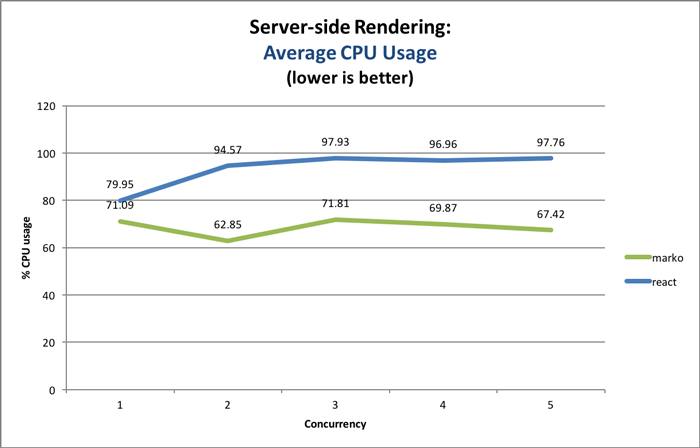 Server-side Rendering:
Average CPU Usage
(lower is better)
120
100
80
60
40
20
0
% CPU usage
79.95
94.57
97.93
96.96
97.76
71.09
62.85
71.81
69.87
67.42
marko
react
1 2 3 4 5
Concurrency